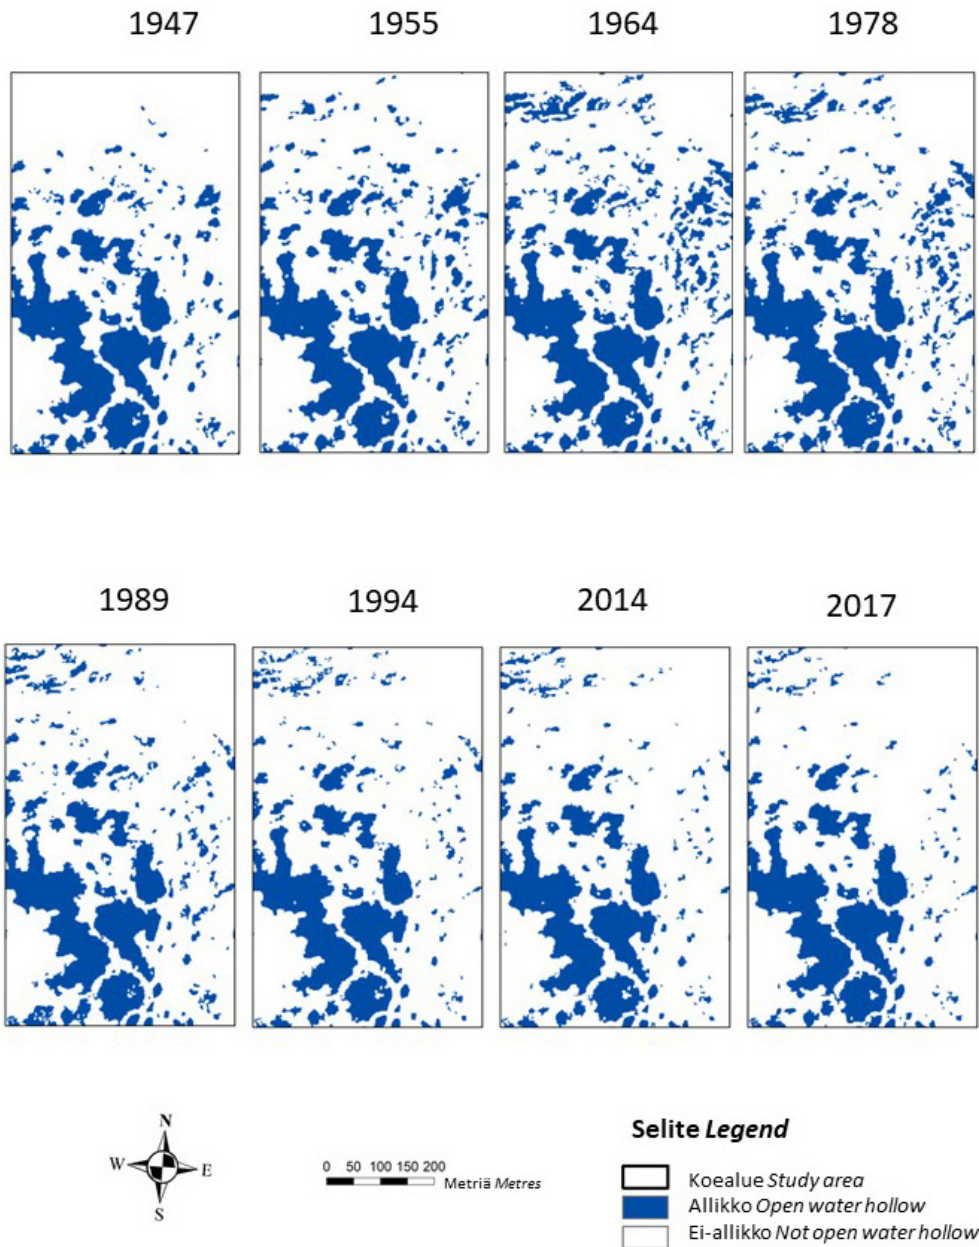 1947 1955 1964 1978
1989 1994 2014 2017
N
W E
S
0 50 100 150 200
Metriä Metres
Selite Legend
Koealue Study area
Allikko Open water hollow
Ei-allikko Not open water hollow